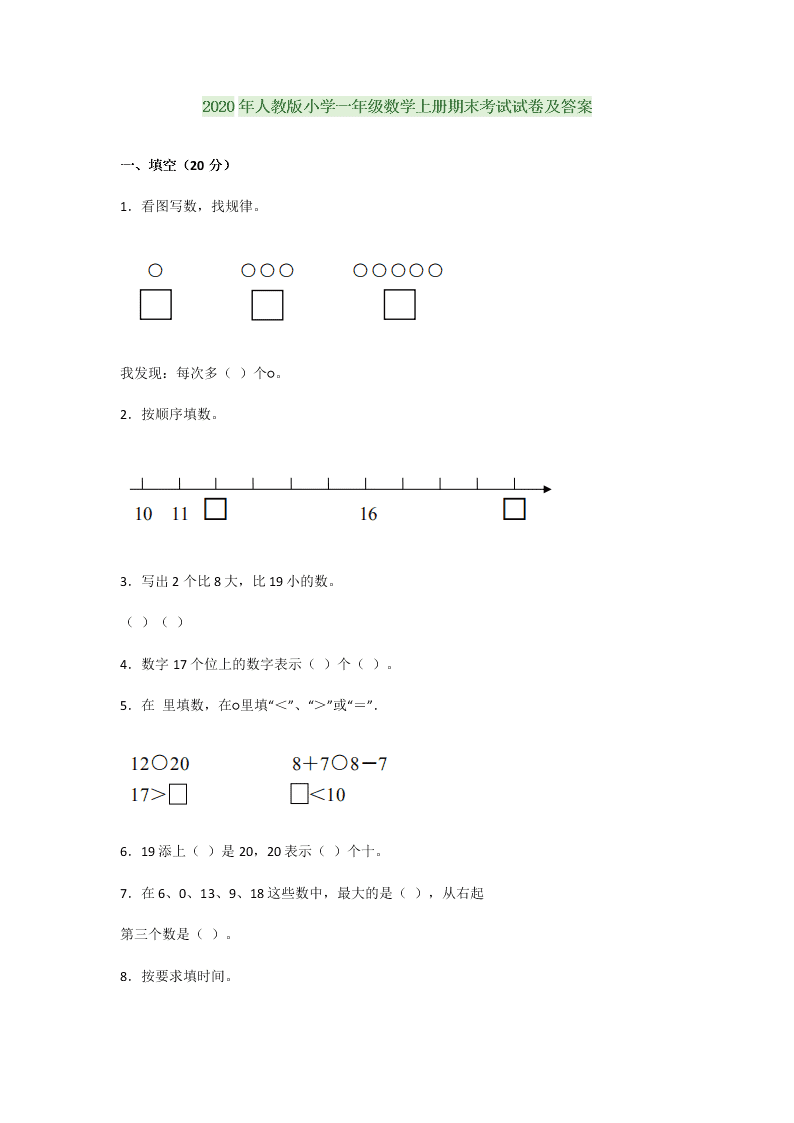 2020 年人教版小学一年级数学上册期末考试试卷及答案
一、填空（20 分）
1．看图写数，找规律。
○ ○○○ ○○○○○
□ □ □
我发现：每次多（ ）个○。
2．按顺序填数。
10 11 □ 16 □
3．写出 2 个比 8 大，比 19 小的数。
（ ）（ ）
4．数字 17 个位上的数字表示（ ）个（ ）。
5．在 里填数，在○里填“＜”、“＞”或“＝”.
12○20 8＋7○8－7
17＞□ □＜10
6．19 添上（ ）是 20，20 表示（ ）个十。
7．在 6、0、13、9、18 这些数中，最大的是（ ），从右起
第三个数是（ ）。
8．按要求填时间。